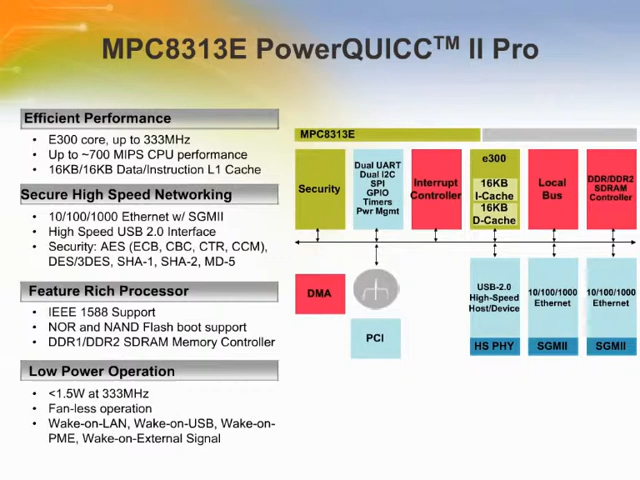 MPC8313E PowerQUICC™ II Pro
Efficient Performance
• E300 core, up to 333MHz
• Up to ~700 MIPS CPU performance
• 16KB/16KB Data/Instruction L1 Cache
Secure High Speed Networking
• 10/100/1000 Ethernet w/ SGMII
• High Speed USB 2.0 Interface
• Security: AES (ECB, CBC, CTR, CCM),
DES/3DES, SHA-1, SHA-2, MD-5
Feature Rich Processor
• IEEE 1588 Support
• NOR and NAND Flash boot support
• DDR1/DDR2 SDRAM Memory Controller
Low Power Operation
• <1.5W at 333MHz
• Fan-less operation
• Wake-on-LAN, Wake-on-USB, Wake-on-
PME, Wake-on-External Signal
MPC8313E
Security
Dual UART
Dual I2C
SPI
GPIO
Timers
Pwr Mgmt
Interrupt
Controller
e300
16KB
I-Cache
16KB
D-Cache
Local
Bus
DDR/DDR2
SDRAM
Controller
DMA
PCI
USB-2.0
High-Speed
Host/Device
HS PHY
10/100/1000
Ethernet
SGMII
10/100/1000
Ethernet
SGMII